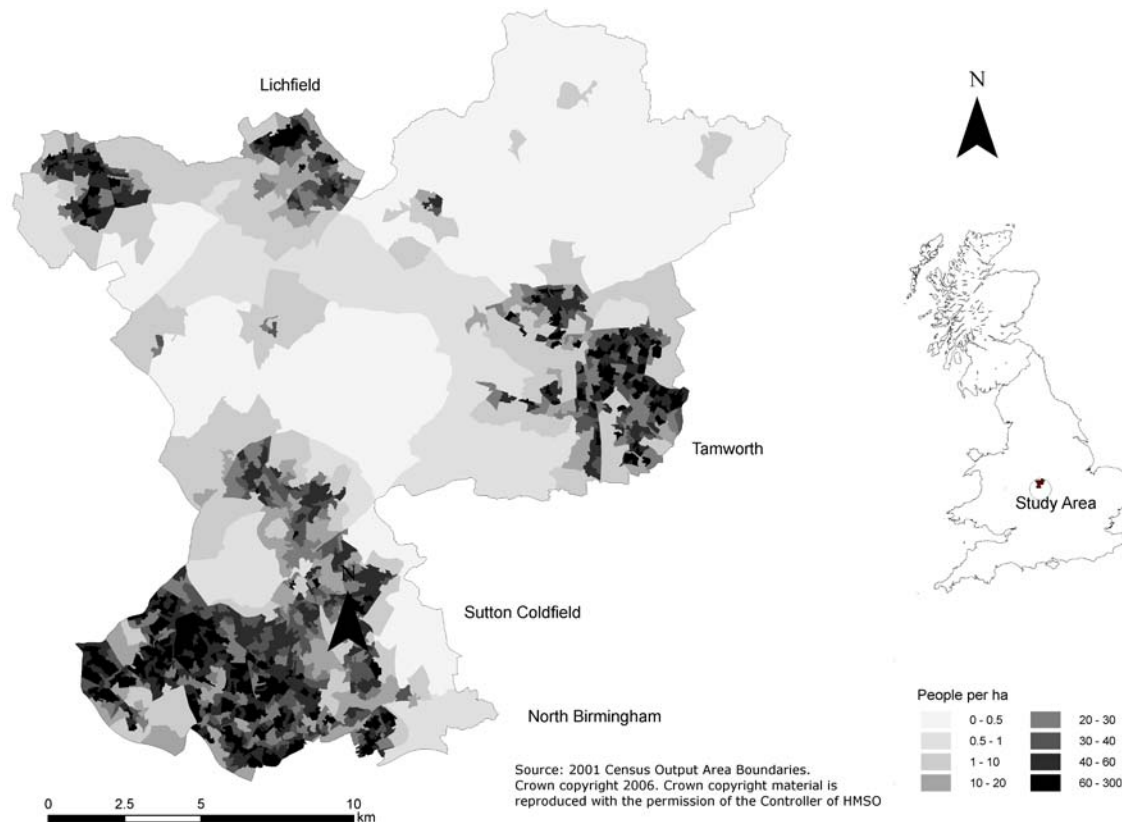 Lichfield
N
Tamworth
Study Area
N
Sutton Coldfield
North Birmingham
People per ha
0 - 0.5
0.5 - 1
1 - 10
10 - 20
20 - 30
30 - 40
40 - 60
60 - 300
Source: 2001 Census Output Area Boundaries.
Crown copyright 2006. Crown copyright material is
reproduced with the permission of the Controller of HMSO
0 2.5 5 10
km